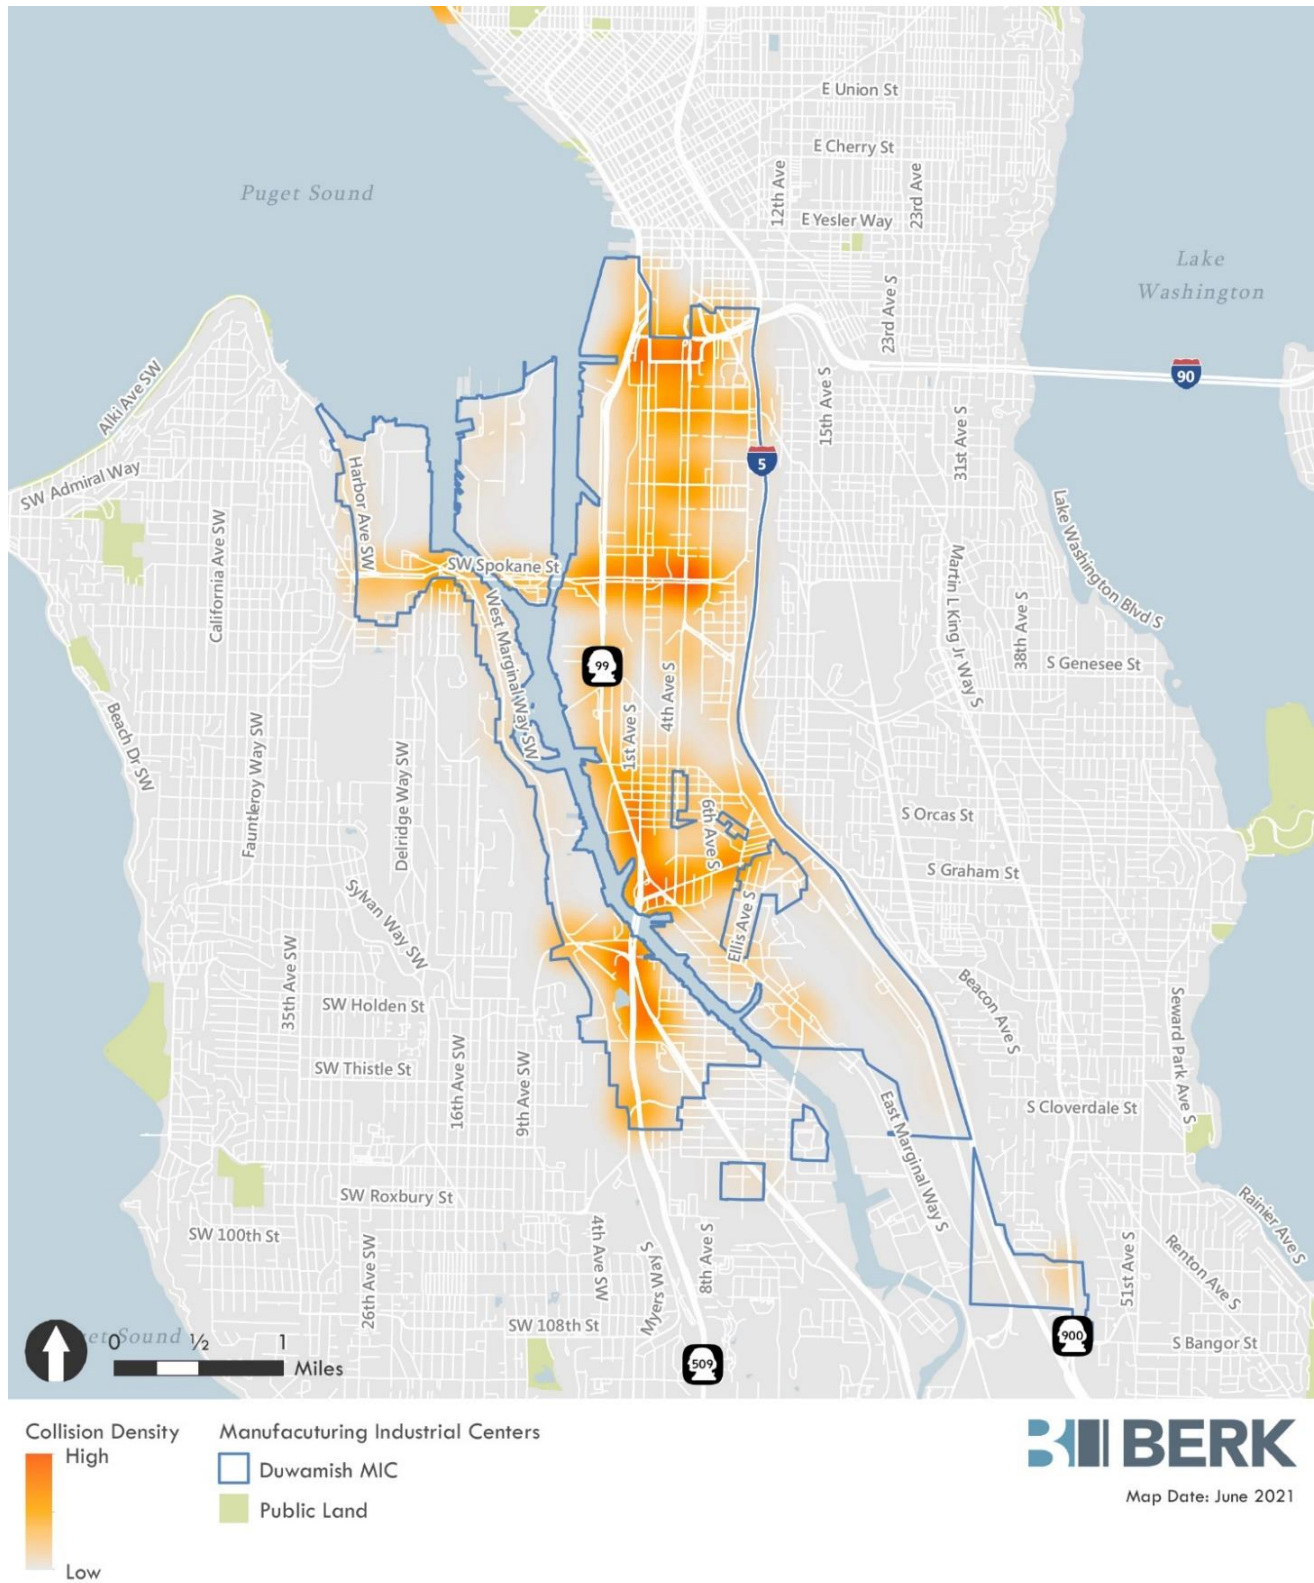 E Union St
E Cherry St
12th Ave
23rd Ave
Puget Sound
E Yesler Way
Lake
Washington
23rd Ave S
90
Alki Ave SW
15th Ave S
31st Ave S
5
SW Admiral Way
Harbor Ave SW
California Ave SW
Lake Washington Blvd S
SW Spokane St
Martin L King Jr Way S
West Marginal Way SW
38th Ave S
S Genesee St
99
4th Ave S
1st Ave S
Beach Dr SW
Fauntleroy Way SW
Delridge Way SW
6th Ave S
S Orcas St
S Graham St
Sylvan Way SW
Ellis Ave S
35th Ave SW
SW Holden St
Beacon Ave S
Seward Park Ave S
SW Thistle St
16th Ave SW
9th Ave SW
S Cloverdale St
East Marginal Way S
SW Roxbury St
Rainier Ave S
SW 100th St
4th Ave SW
Myers Way S
8th Ave S
26th Ave SW
51st Ave S
Renton Ave S
SW 108th St
900
S Bangor St
509
get Sound
0 ½ 1
Miles
Collision Density
High
Low
Manufacuturing Industrial Centers
Duwamish MIC
Public Land
BERK
Map Date: June 2021